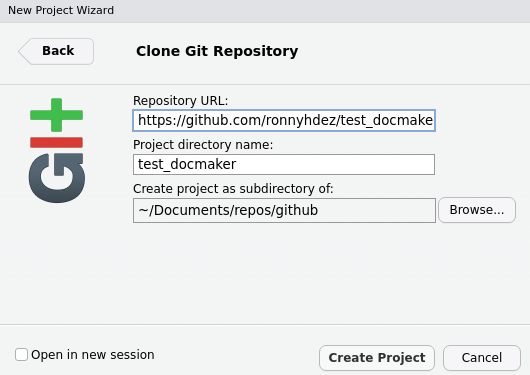 New Project Wizard
Back
Clone Git Repository
Repository URL:
https://github.com/ronnyhdez/test_docmake
Project directory name:
test_docmaker
Create project as subdirectory of:
~/Documents/repos/github
Browse...
git
Open in new session
Create Project
Cancel